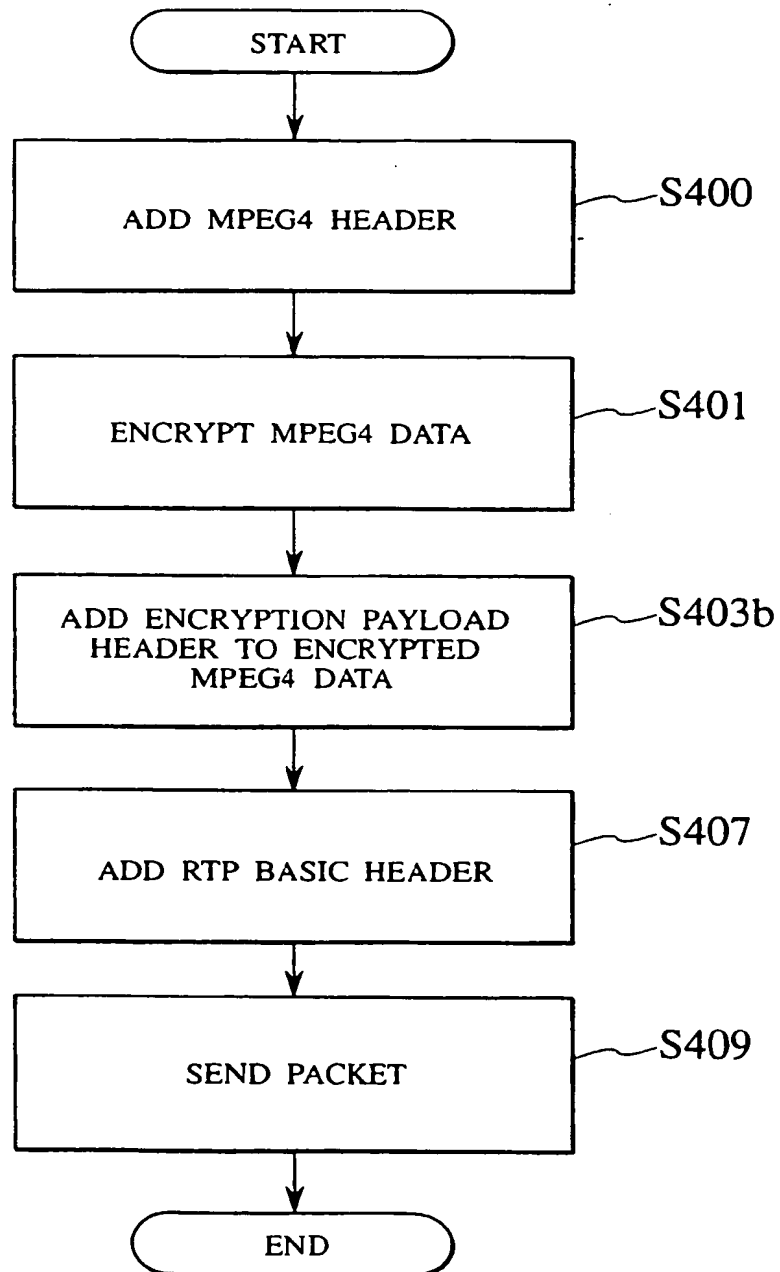 START
ADD MPEG4 HEADER
S400
ENCRYPT MPEG4 DATA
S401
ADD ENCRYPTION PAYLOAD
HEADER TO ENCRYPTED
MPEG4 DATA
S403b
ADD RTP BASIC HEADER
S407
SEND PACKET
S409
END